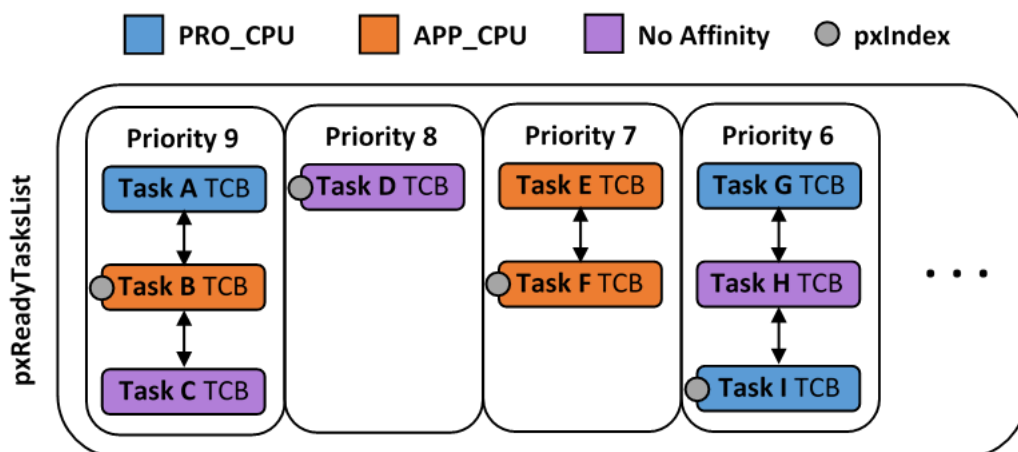 PRO_CPU
APP_CPU
No Affinity
pxIndex
pxReadyTasksList
Priority 9
Task A TCB
Task B TCB
Task C TCB
Priority 8
Task D TCB
Priority 7
Task E TCB
Task F TCB
Priority 6
Task G TCB
Task H TCB
Task I TCB
...